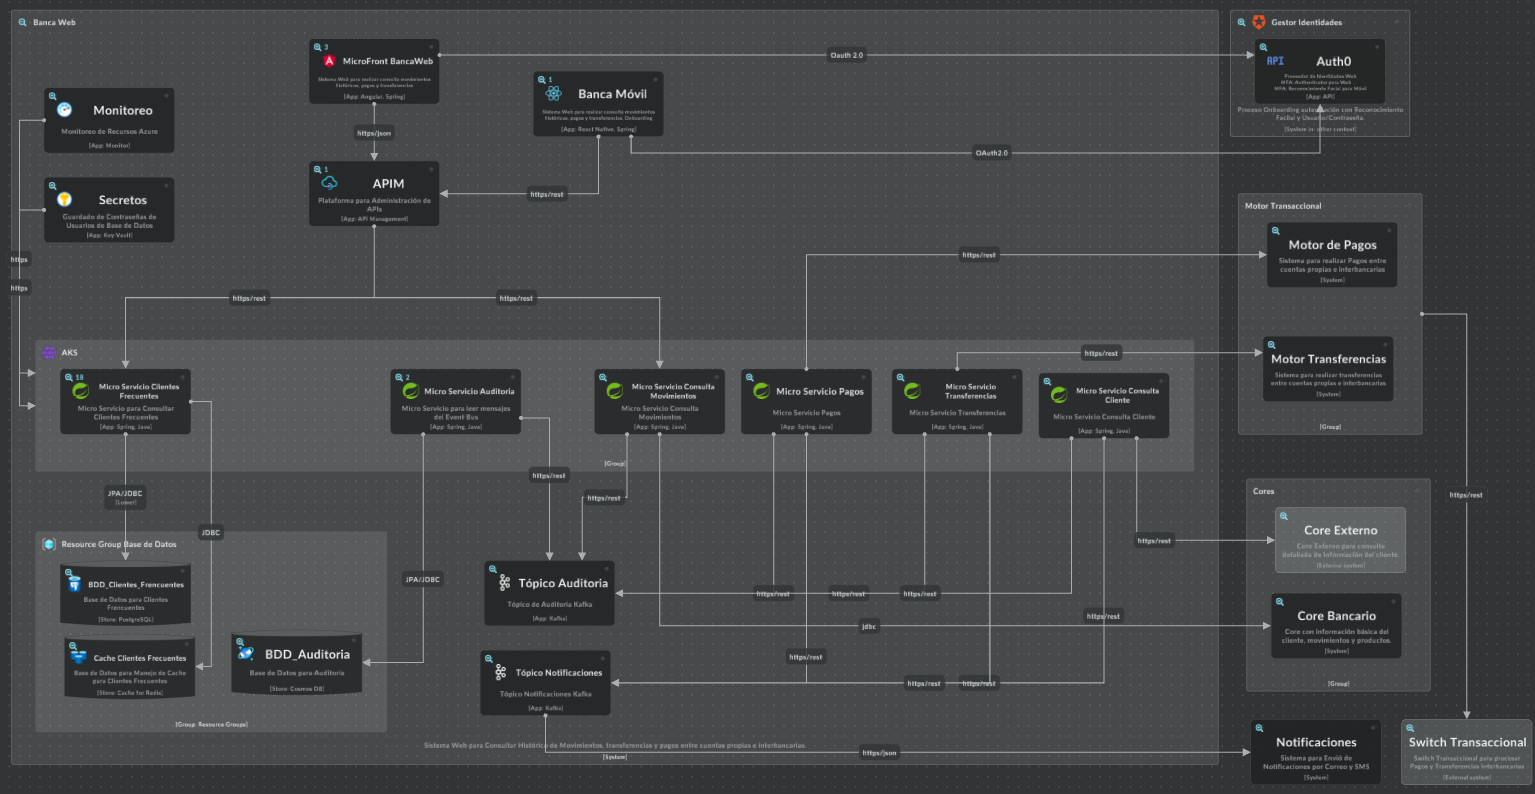 Banca Web
3
MicroFront BancaWeb
Sistema Web para realizar consulta movimientos
históricos, pagos y transferencias
[App: Angular, Spring]
Oauth 2.0
Gestor Identidades
API
Auth0
Proveedor de Identidades Web
MFA: Authenticator para Web
MFA: Reconocimiento Facial para Móvil
[App: API]
Proceso Onboarding autenticación con Reconocimiento
Facial y Usuario/Contraseña.
[System in: other context]
1
Banca Móvil
Sistema Web para realizar consulta movimientos
históricos, pagos y transferencias, Onboarding
[App: React Native, Spring]
Monitoreo
Monitoreo de Recursos Azure
[App: Monitor]
https/json
OAuth2.0
1
APIM
Plataforma para Administración de
APIs
[App: API Management]
https/rest
Secretos
Guardado de Contraseñas de
Usuarios de Base de Datos
[App: Key Vault]
Motor Transaccional
Motor de Pagos
Sistema para realizar Pagos entre
cuentas propias e interbancarias
[System]
https
https
https/rest
https/rest
https/rest
AKS
18
Micro Servicio Clientes
Frecuentes
Micro Servicio para Consultar
Clientes Frecuentes
[App: Spring, Java]
2
Micro Servicio Auditoria
Micro Servicio para leer mensajes
del Event Bus
[App: Spring, Java]
Micro Servicio Consulta
Movimientos
Micro Servicio Consulta
Movimientos
[App: Spring, Java]
Micro Servicio Pagos
Micro Servicio Pagos
[App: Spring, Java]
Micro Servicio
Transferencias
Micro Servicio Transferencias
[App: Spring, Java]
Micro Servicio Consulta
Cliente
Micro Servicio Consulta Cliente
[App: Spring, Java]
https/rest
Motor Transferencias
Sistema para realizar transferencias
entre cuentas propias e interbancarias
[System]
[Group]
[Group]
JPA/JDBC
[Lower]
https/rest
https/rest
https/rest
JDBC
https/rest
Cores
Core Externo
Core Externo para consulta
detallada de Información del cliente.
[External system]
Resource Group Base de Datos
BDD_Clientes_Frencuentes
Base de Datos para Clientes
Frencuentes
[Store: PostgreSQL]
JPA/JDBC
Tópico Auditoria
Tópico de Auditoria Kafka
[App: Kafka]
https/rest
https/rest
https/rest
https/rest
jdbc
Core Bancario
Core con información básica del
cliente, movimientos y productos.
[System]
Cache Clientes Frecuentes
Base de Datos para Manejo de Cache
para Clientes Frecuentes
[Store: Cache for Redis]
BDD_Auditoria
Base de Datos para Auditoria
[Store: Cosmos DB]
https/rest
Tópico Notificaciones
Tópico Notificaciones Kafka
[App: Kafka]
https/rest
https/rest
[Group]
[Group: Resource Groups]
Sistema Web para Consultar Histórico de Movimientos, transferencias y pagos entre cuentas propias e interbancarias.
[System]
https/json
Notificaciones
Sistema para Envió de
Notificaciones por Correo y SMS
[System]
Switch Transaccional
Switch Transaccional para procesar
Pagos y Transferencias Interbancarias
[External system]